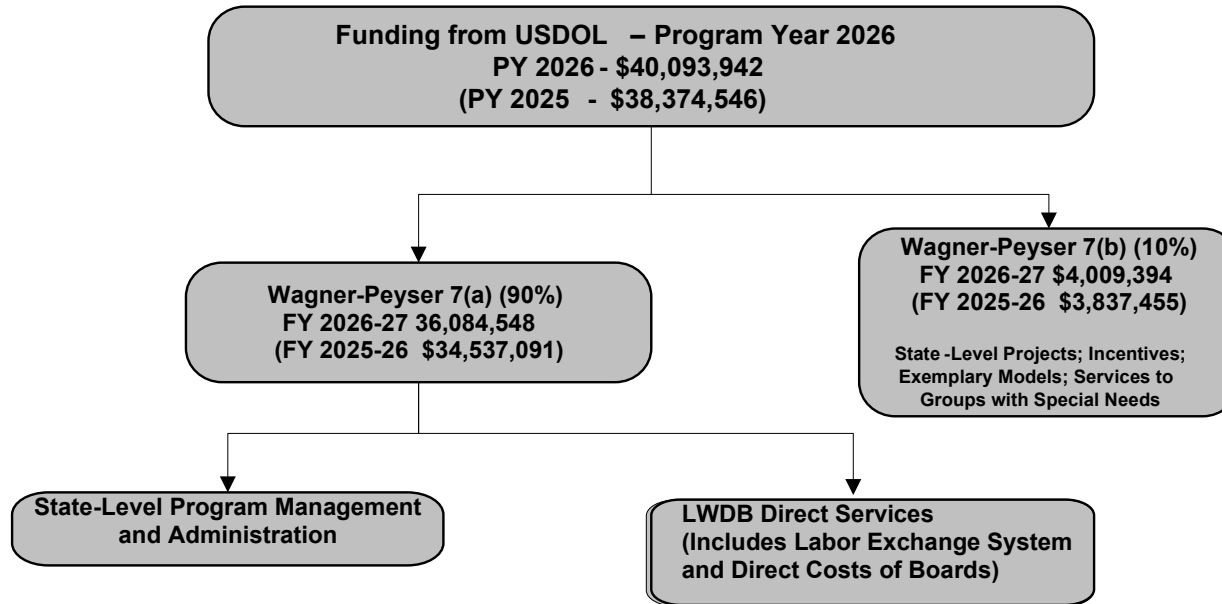 Funding from USDOL – Program Year 2026
PY 2026 - $40,093,942
(PY 2025 - $38,374,546)
Wagner-Peyser 7(a) (90%)
FY 2026-27 36,084,548
(FY 2025-26 $34,537,091)
Wagner-Peyser 7(b) (10%)
FY 2026-27 $4,009,394
(FY 2025-26 $3,837,455)
State -Level Projects; Incentives;
Exemplary Models; Services to
Groups with Special Needs
State-Level Program Management
and Administration
LWDB Direct Services
(Includes Labor Exchange System
and Direct Costs of Boards)